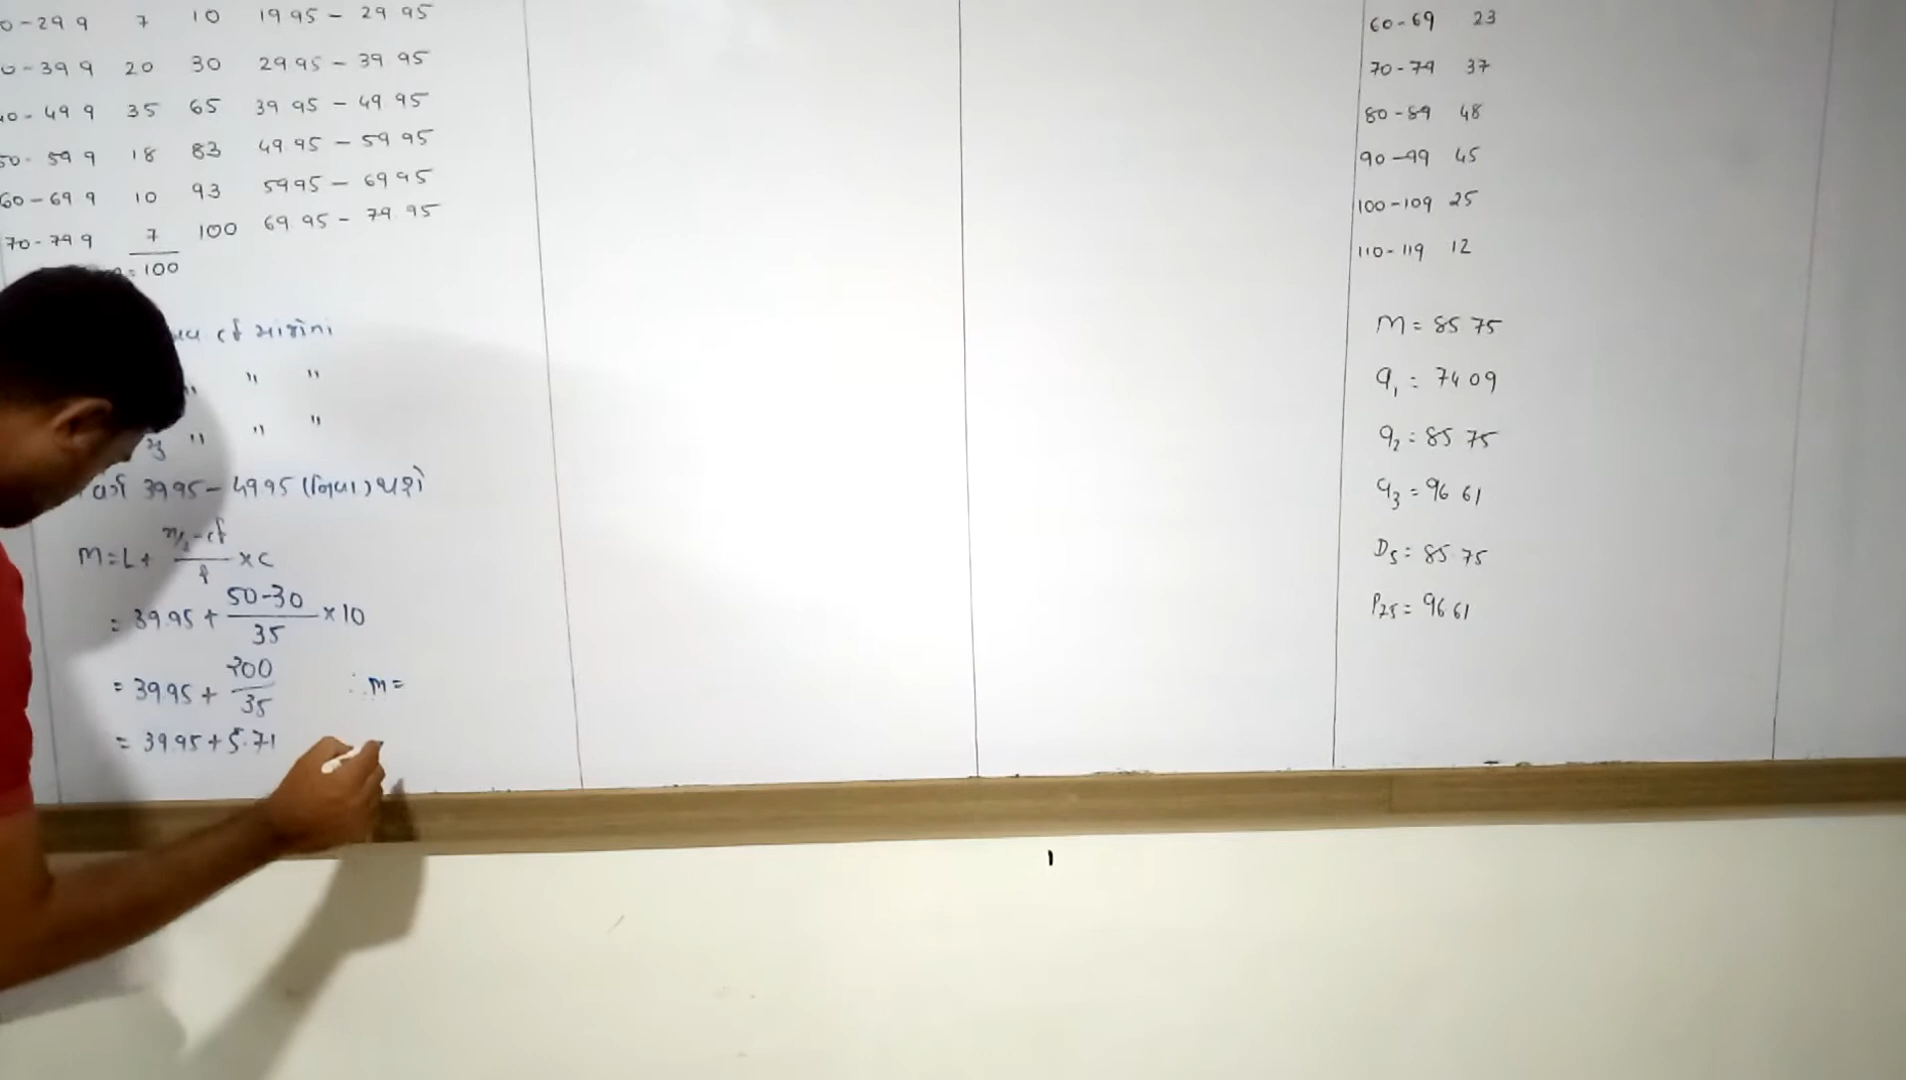 0-29 9 7 10 19 95 - 29 95
0-39 9 20 30 29 95 - 39 95
40-49 9 35 65 39 95 - 49 95
50-59 9 18 83 49.95 - 59 95
60-69 9 10 93 59 95 - 69 95
70-79 9 7 100 69 95 - 79.95
= 100
cf
" "
" "
વર્ગ 39 95 - 49 95 થશે
M = L + n/2 - cf / f × C
= 39.95 + 50-30 / 35 × 10
= 39.95 + 200 / 35 ∴ m =
= 39.95 + 5.71
60-69 23
70-79 37
80-89 48
90-99 45
100-109 25
110-119 12
M = 85 75
q1 = 74 09
q2 = 85 75
q3 = 96 61
D5 = 85.75
P75 = 96 61